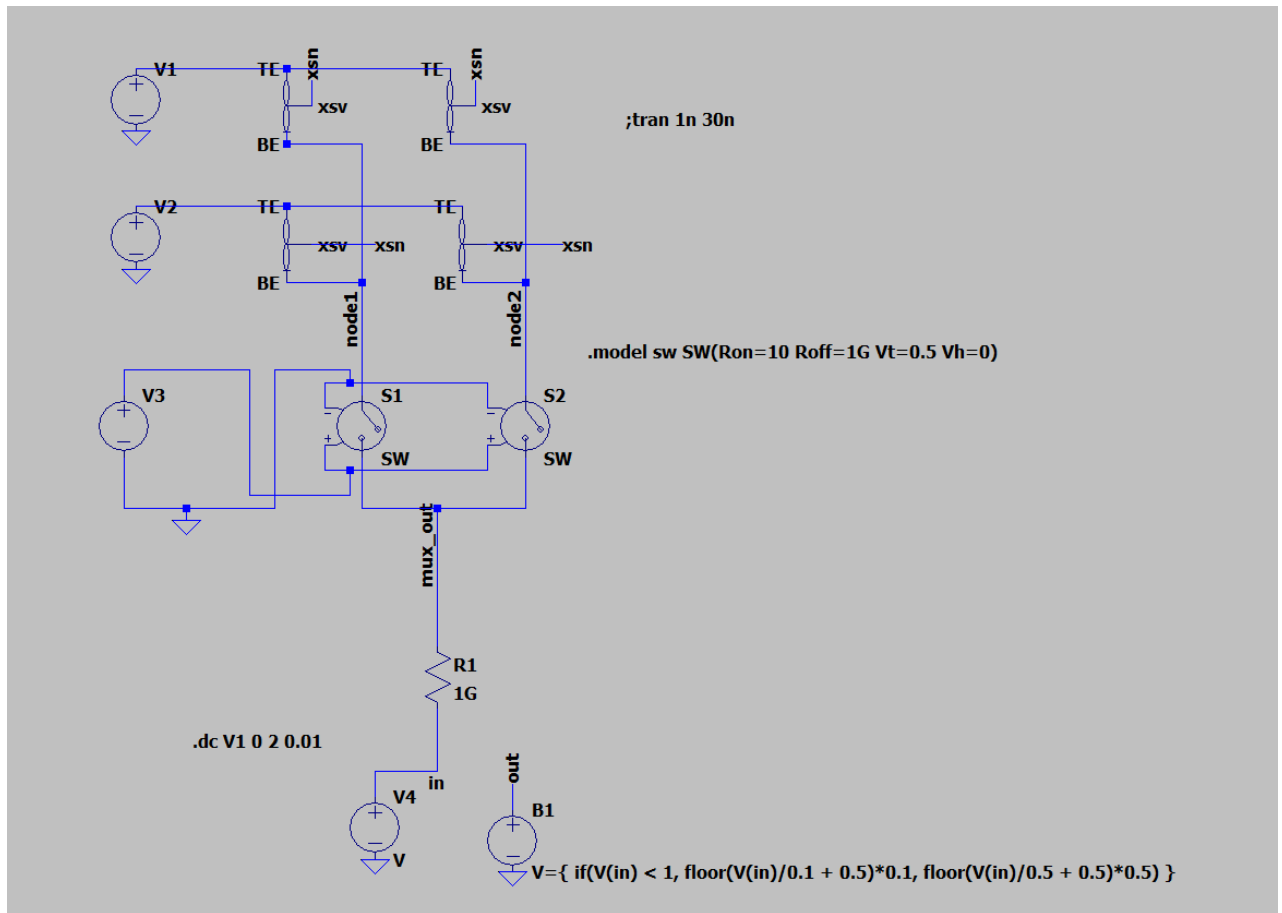 xsn
xsn
V1
TE
TE
xsv
xsv
;tran 1n 30n
BE
BE
V2
TE
TE
xsv
xsn
xsv
xsn
BE
BE
node1
node2
.model sw SW(Ron=10 Roff=1G Vt=0.5 Vh=0)
V3
S1
S2
SW
SW
mux_out
R1
1G
.dc V1 0 2 0.01
in
out
V4
B1
V
V={ if(V(in) < 1, floor(V(in)/0.1 + 0.5)*0.1, floor(V(in)/0.5 + 0.5)*0.5) }